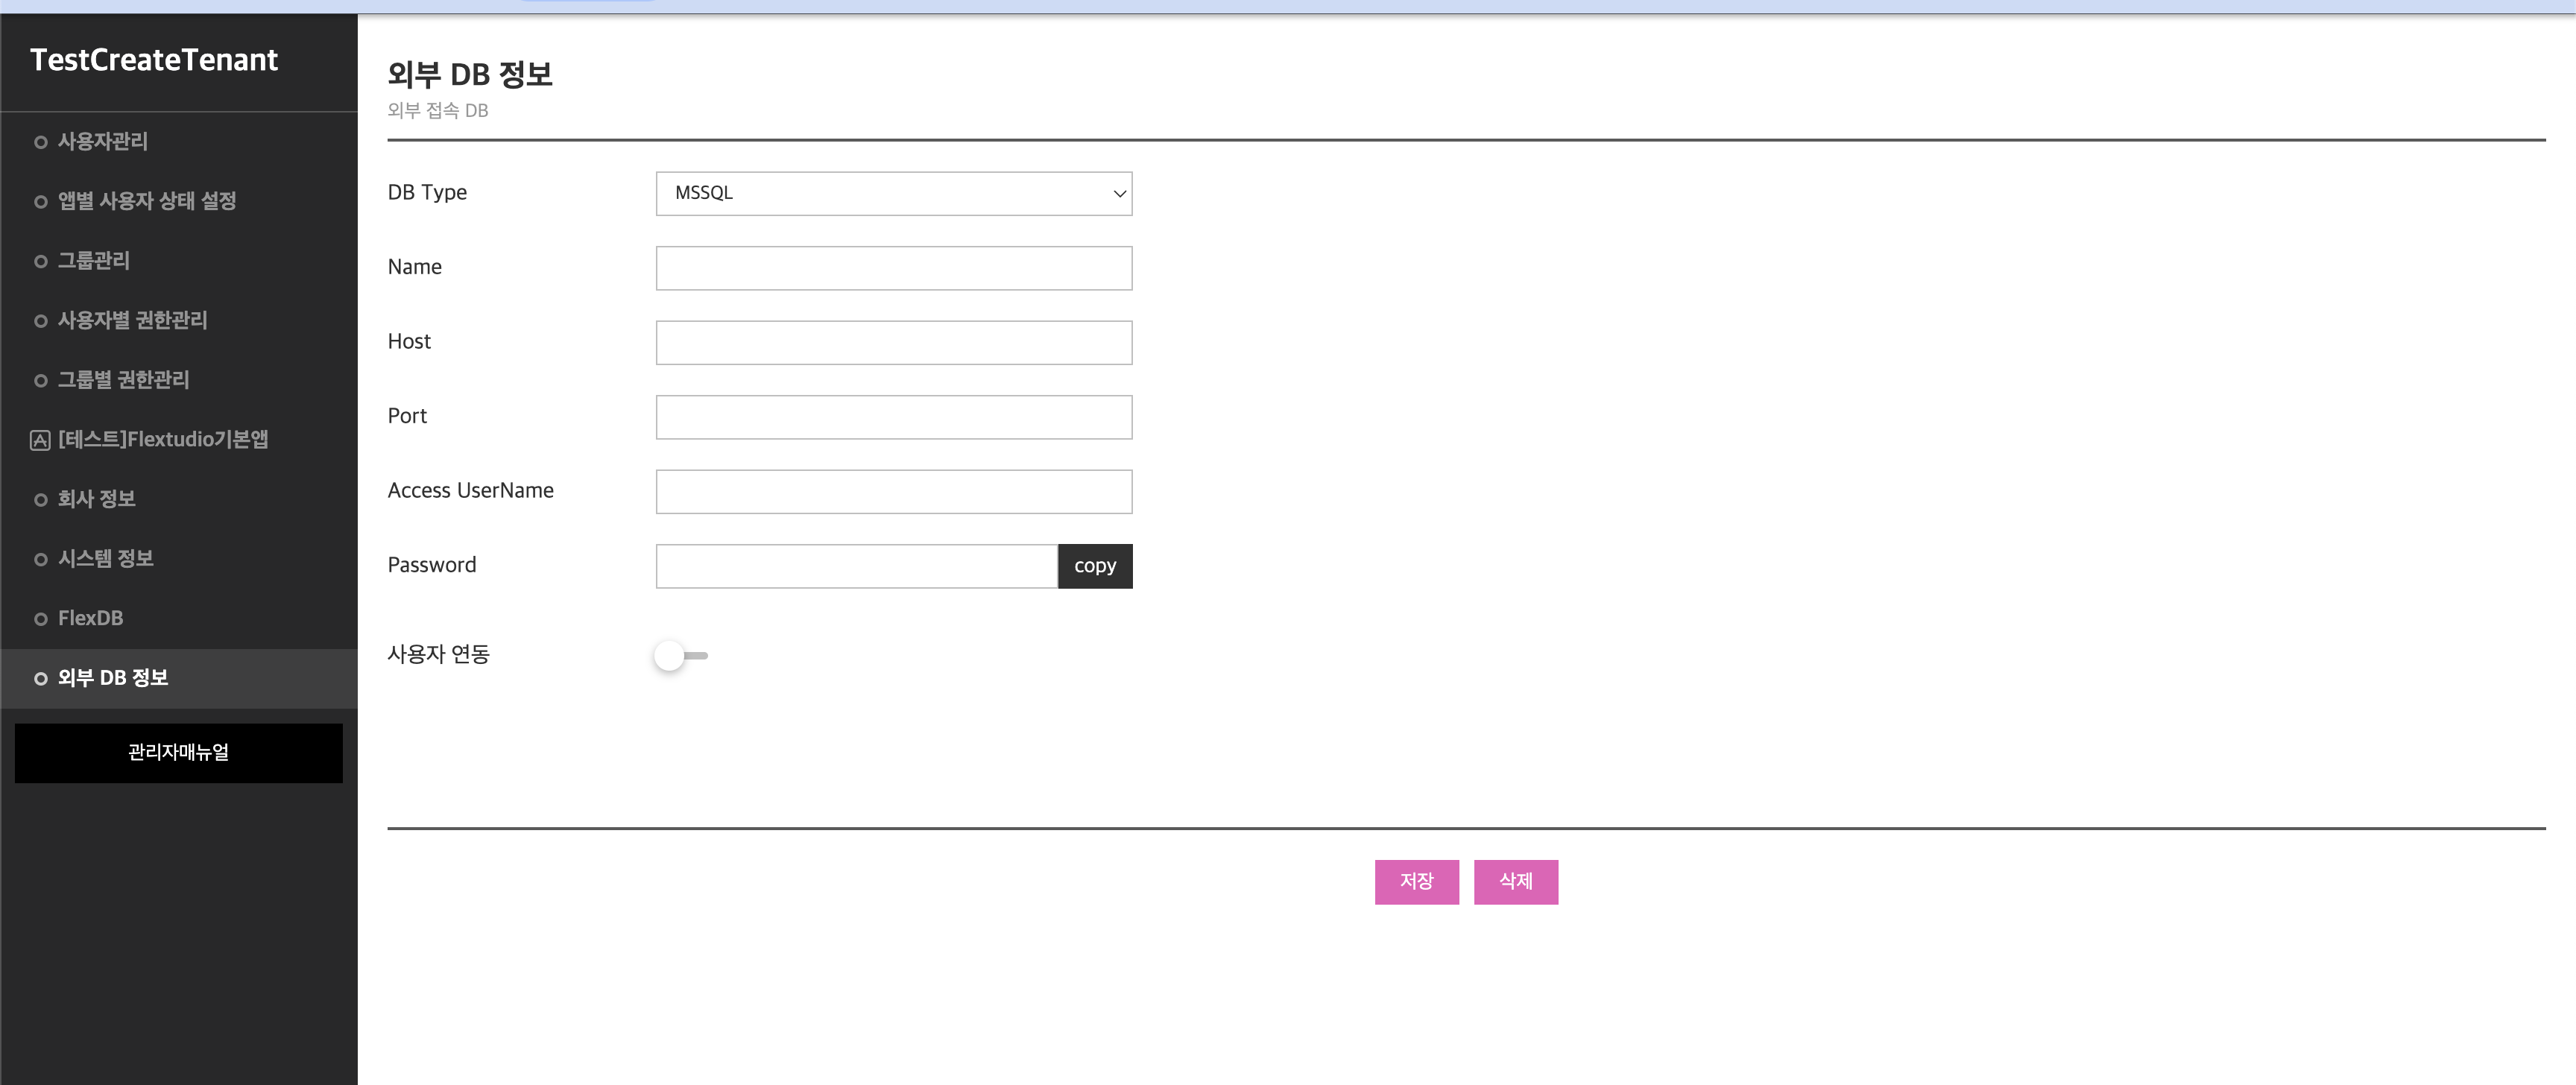 TestCreateTenant
사용자관리
앱별 사용자 상태 설정
그룹관리
사용자별 권한관리
그룹별 권한관리
[테스트]Flextudio기본앱
회사 정보
시스템 정보
FlexDB
외부 DB 정보
관리자매뉴얼
외부 DB 정보
외부 접속 DB
DB Type
MSSQL
Name
Host
Port
Access UserName
Password
copy
사용자 연동
저장 삭제